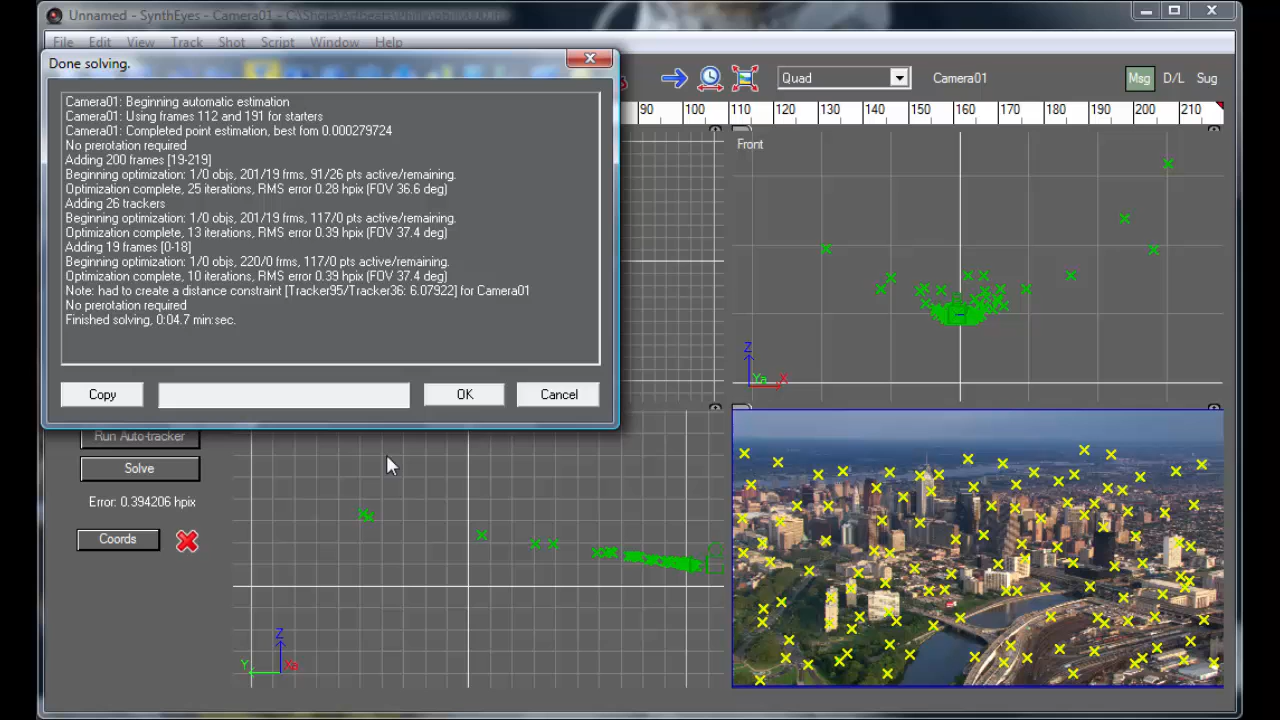 Unnamed - SynthEyes - Camera01 - C:\Shots\Artbeats\
File Edit View Track Shot Script Window Help
Done solving.
Quad
Camera01
Msg
D/L
Sug
90 100 110 120 130 140 150 160 170 180 190 200 210
Camera01: Beginning automatic estimation
Camera01: Using frames 112 and 191 for starters
Camera01: Completed point estimation, best fom 0.000279724
No prerotation required
Adding 200 frames [19-219]
Beginning optimization: 1/0 objs, 201/19 frms, 91/26 pts active/remaining.
Optimization complete, 25 iterations, RMS error 0.28 hpix (FOV 36.6 deg)
Adding 26 trackers
Beginning optimization: 1/0 objs, 201/19 frms, 117/0 pts active/remaining.
Optimization complete, 13 iterations, RMS error 0.39 hpix (FOV 37.4 deg)
Adding 19 frames [0-18]
Beginning optimization: 1/0 objs, 220/0 frms, 117/0 pts active/remaining.
Optimization complete, 10 iterations, RMS error 0.39 hpix (FOV 37.4 deg)
Note: had to create a distance constraint [Tracker95/Tracker36: 6.07922] for Camera01
No prerotation required
Finished solving, 0:04.7 min:sec.
Copy
OK
Cancel
Front
Z
X
Run Auto-tracker
Solve
Error: 0.394206 hpix
Coords
Z
Y